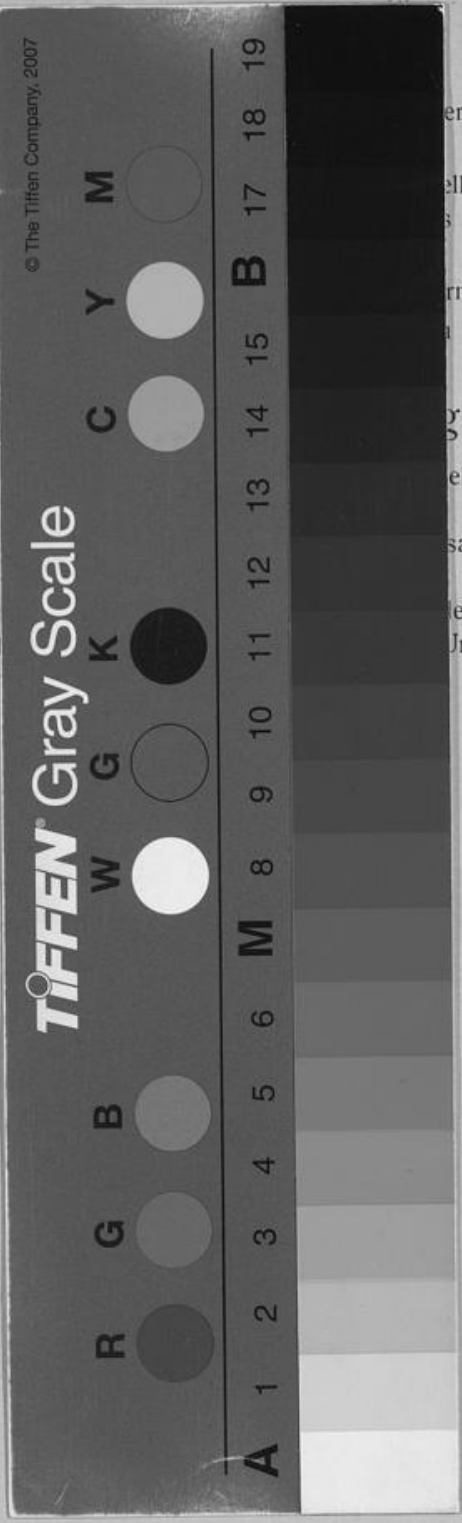 © The Tiffen Company, 2007
TIFFEN® Gray Scale
R G B W G K C Y M
A 1 2 3 4 5 6 M 8 9 10 11 12 13 14 15 B 17 18 19